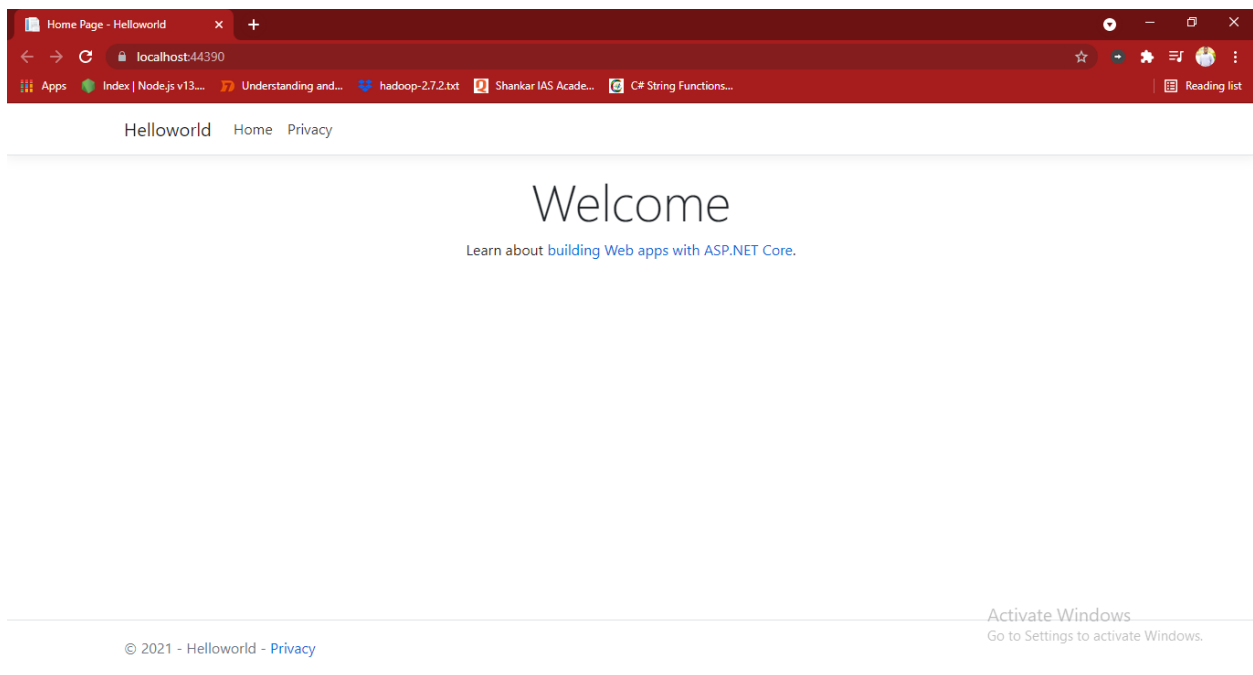 Home Page - Helloworld
localhost:44390
Apps Index | Node.js v13.... Understanding and... hadoop-2.7.2.txt Shankar IAS Acade... C# String Functions... Reading list
Helloworld Home Privacy
Welcome
Learn about building Web apps with ASP.NET Core.
Activate Windows
Go to Settings to activate Windows.
© 2021 - Helloworld - Privacy